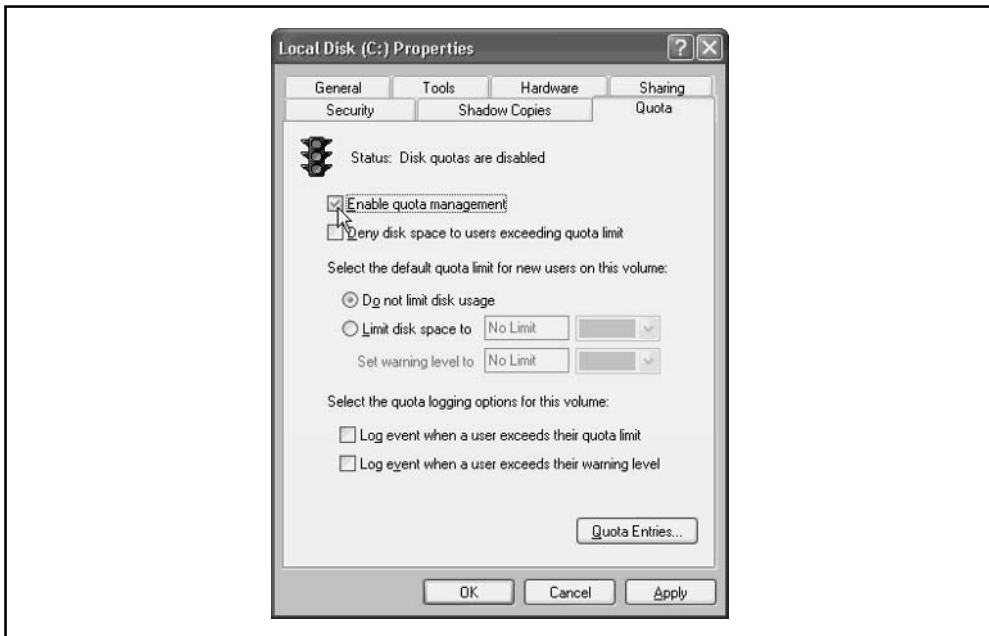 Local Disk (C:) Properties
General Tools Hardware Sharing
Security Shadow Copies Quota
Status: Disk quotas are disabled
Enable quota management
Deny disk space to users exceeding quota limit
Select the default quota limit for new users on this volume:
Do not limit disk usage
Limit disk space to No Limit
Set warning level to No Limit
Select the quota logging options for this volume:
Log event when a user exceeds their quota limit
Log event when a user exceeds their warning level
Quota Entries...
OK Cancel Apply